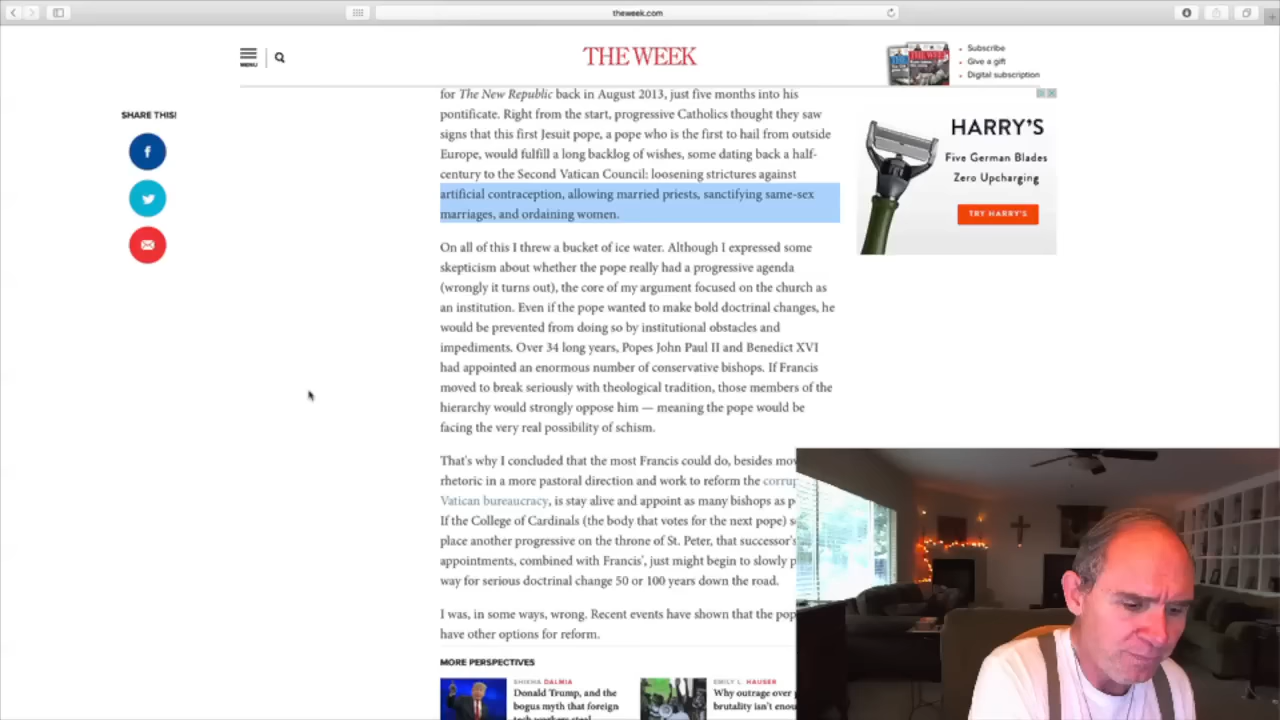 theweek.com
MENU
THE WEEK
Subscribe
Give a gift
Digital subscription
SHARE THIS!
for The New Republic back in August 2013, just five months into his
pontificate. Right from the start, progressive Catholics thought they saw
signs that this first Jesuit pope, a pope who is the first to hail from outside
Europe, would fulfill a long backlog of wishes, some dating back a half-
century to the Second Vatican Council: loosening strictures against
artificial contraception, allowing married priests, sanctifying same-sex
marriages, and ordaining women.
On all of this I threw a bucket of ice water. Although I expressed some
skepticism about whether the pope really had a progressive agenda
(wrongly it turns out), the core of my argument focused on the church as
an institution. Even if the pope wanted to make bold doctrinal changes, he
would be prevented from doing so by institutional obstacles and
impediments. Over 34 long years, Popes John Paul II and Benedict XVI
had appointed an enormous number of conservative bishops. If Francis
moved to break seriously with theological tradition, those members of the
hierarchy would strongly oppose him — meaning the pope would be
facing the very real possibility of schism.
That's why I concluded that the most Francis could do, besides mov
rhetoric in a more pastoral direction and work to reform the corrup
Vatican bureaucracy, is stay alive and appoint as many bishops as p
If the College of Cardinals (the body that votes for the next pope) s
place another progressive on the throne of St. Peter, that successor's
appointments, combined with Francis', just might begin to slowly p
way for serious doctrinal change 50 or 100 years down the road.
I was, in some ways, wrong. Recent events have shown that the pop
have other options for reform.
MORE PERSPECTIVES
SHIKHA DALMIA
Donald Trump, and the
bogus myth that foreign
tech workers steal
EMILY L. HAUSER
Why outrage over
brutality isn't enou
HARRY'S
Five German Blades
Zero Upcharging
TRY HARRY'S